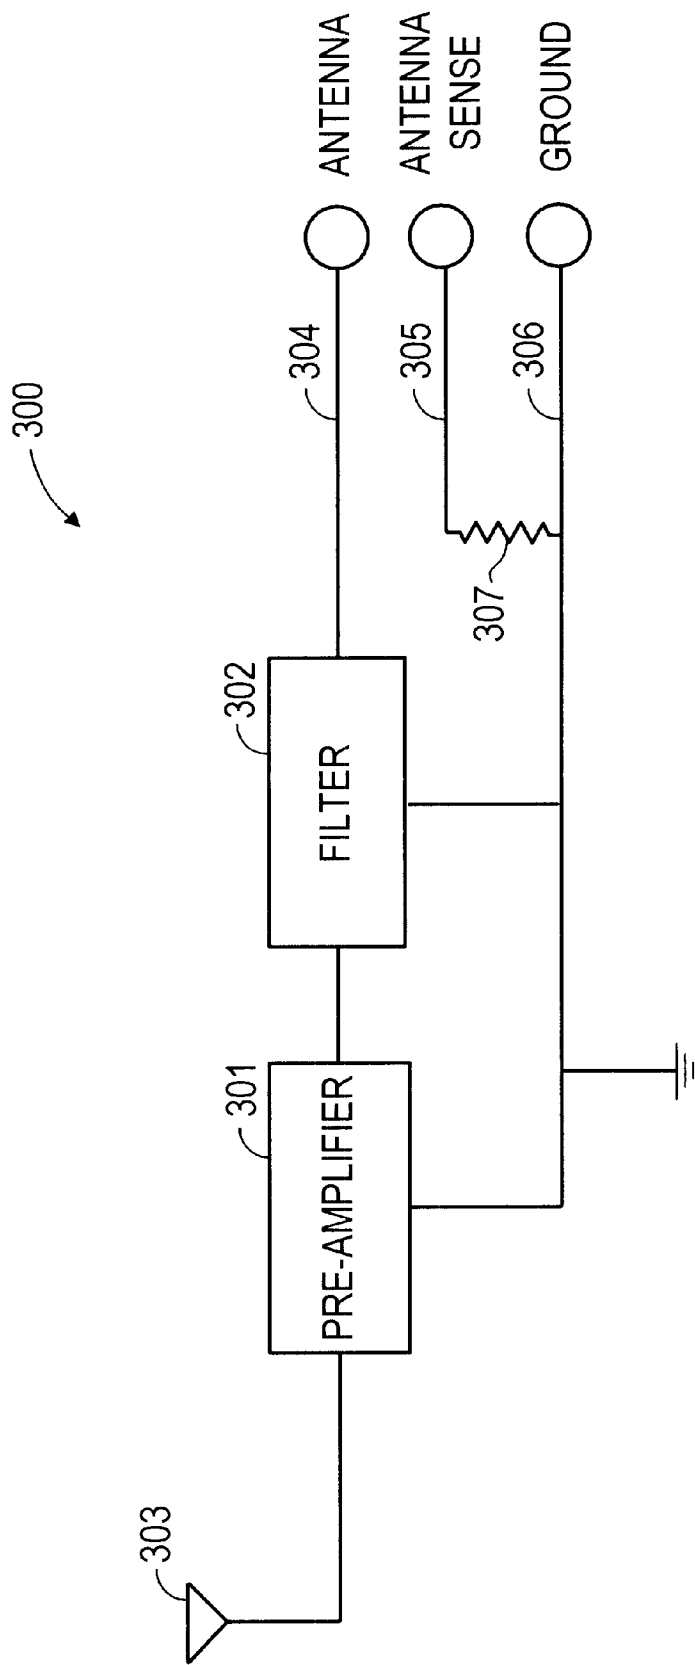 300
303
301
PRE-AMPLIFIER
302
FILTER
304
ANTENNA
305
ANTENNA
SENSE
307
306
GROUND